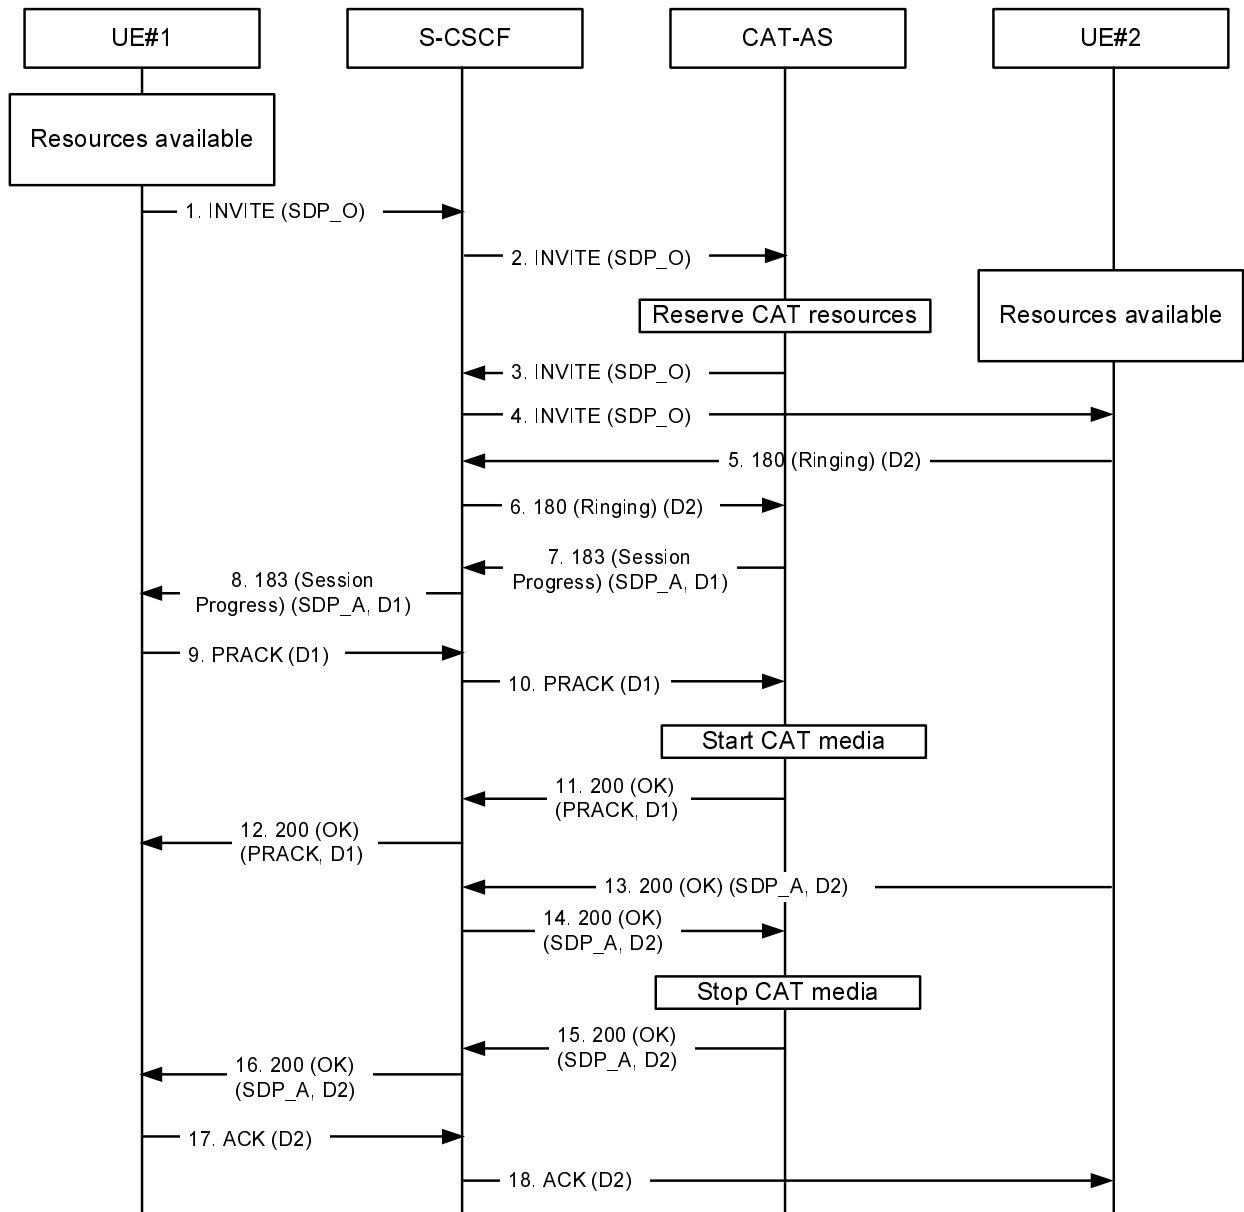 UE#1
S-CSCF
CAT-AS
UE#2
Resources available
1. INVITE (SDP_O)
2. INVITE (SDP_O)
Reserve CAT resources
Resources available
3. INVITE (SDP_O)
4. INVITE (SDP_O)
5. 180 (Ringing) (D2)
6. 180 (Ringing) (D2)
7. 183 (Session
Progress) (SDP_A, D1)
8. 183 (Session
Progress) (SDP_A, D1)
9. PRACK (D1)
10. PRACK (D1)
Start CAT media
11. 200 (OK)
(PRACK, D1)
12. 200 (OK)
(PRACK, D1)
13. 200 (OK) (SDP_A, D2)
14. 200 (OK)
(SDP_A, D2)
Stop CAT media
15. 200 (OK)
(SDP_A, D2)
16. 200 (OK)
(SDP_A, D2)
17. ACK (D2)
18. ACK (D2)